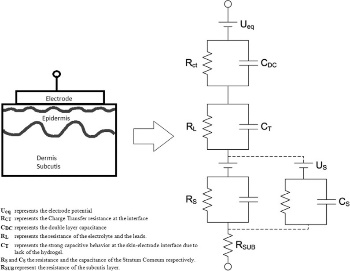 Electrode
Epidermis
Dermis
Subcutis
Ueq
Rct
CDC
RL
CT
US
RS
CS
RSUB
Ueq represents the electrode potential
RCT represents the Charge Transfer resistance at the interface
CDC represents the double layer capacitance
RL represents the resistance of the electrolyte and the leads.
CT represents the strong capacitive behavior at the skin-electrode interface due to
lack of the hydrogel.
RS and CS the resistance and the capacitance of the Stratum Corneum respectively.
RSUB represent the resistance of the subcutis layer.